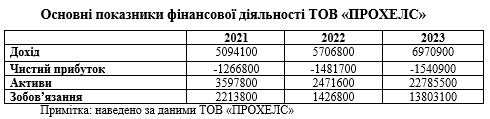 Основні показники фінансової діяльності ТОВ «ПРОХЕЛС»
2021 2022 2023
Дохід 5094100 5706800 6970900
Чистий прибуток -1266800 -1481700 -1540900
Активи 3597800 2471600 22785500
Зобов’язання 2213800 1426800 13803100
Примітка: наведено за даними ТОВ «ПРОХЕЛС»